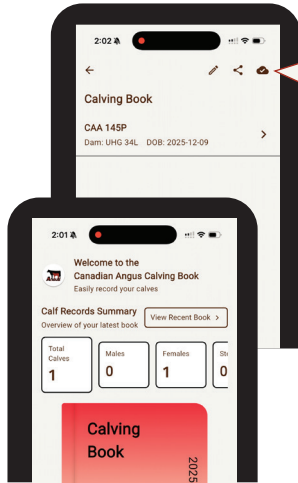 2:02
Calving Book
CAA 145P
Dam: UHG 34L DOB: 2025-12-09
2:01
Welcome to the
Canadian Angus Calving Book
Easily record your calves
Calf Records Summary
Overview of your latest book
View Recent Book >
Total
Calves
1
Males
0
Females
1
0
Calving
Book
2025